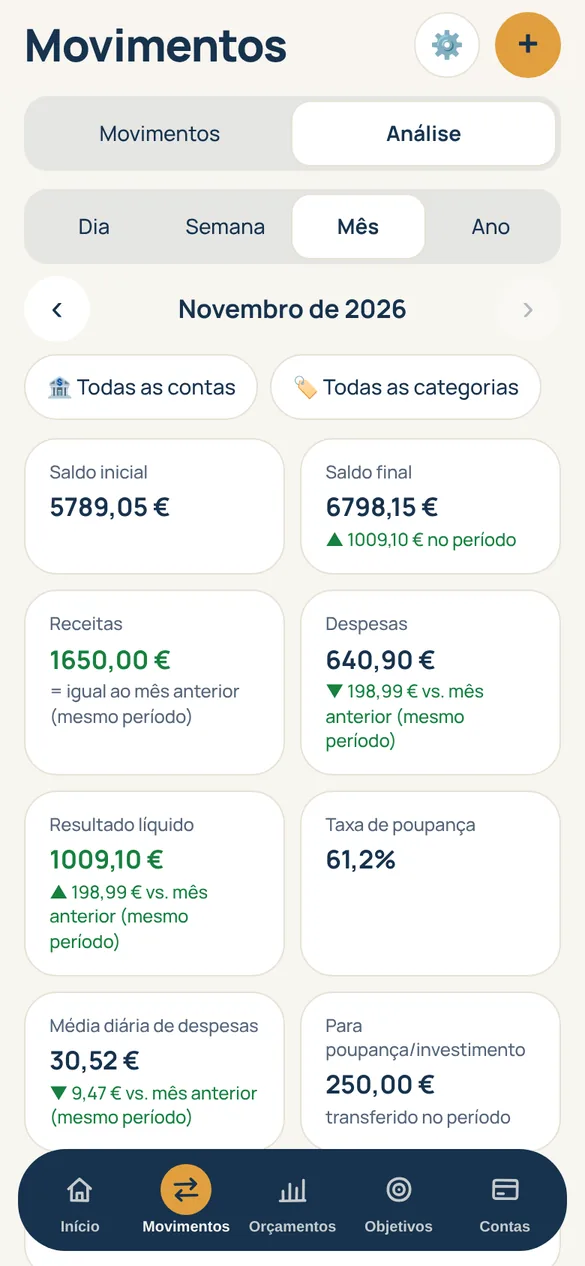 Movimentos
+
Movimentos
Análise
Dia
Semana
Mês
Ano
‹
Novembro de 2026
›
Todas as contas
Todas as categorias
Saldo inicial
5789,05 €
Saldo final
6798,15 €
▲ 1009,10 € no período
Receitas
1650,00 €
= igual ao mês anterior
(mesmo período)
Despesas
640,90 €
▼ 198,99 € vs. mês
anterior (mesmo
período)
Resultado líquido
1009,10 €
▲ 198,99 € vs. mês
anterior (mesmo
período)
Taxa de poupança
61,2%
Média diária de despesas
30,52 €
▼ 9,47 € vs. mês anterior
(mesmo período)
Para
poupança/investimento
250,00 €
transferido no período
Início
Movimentos
Orçamentos
Objetivos
Contas